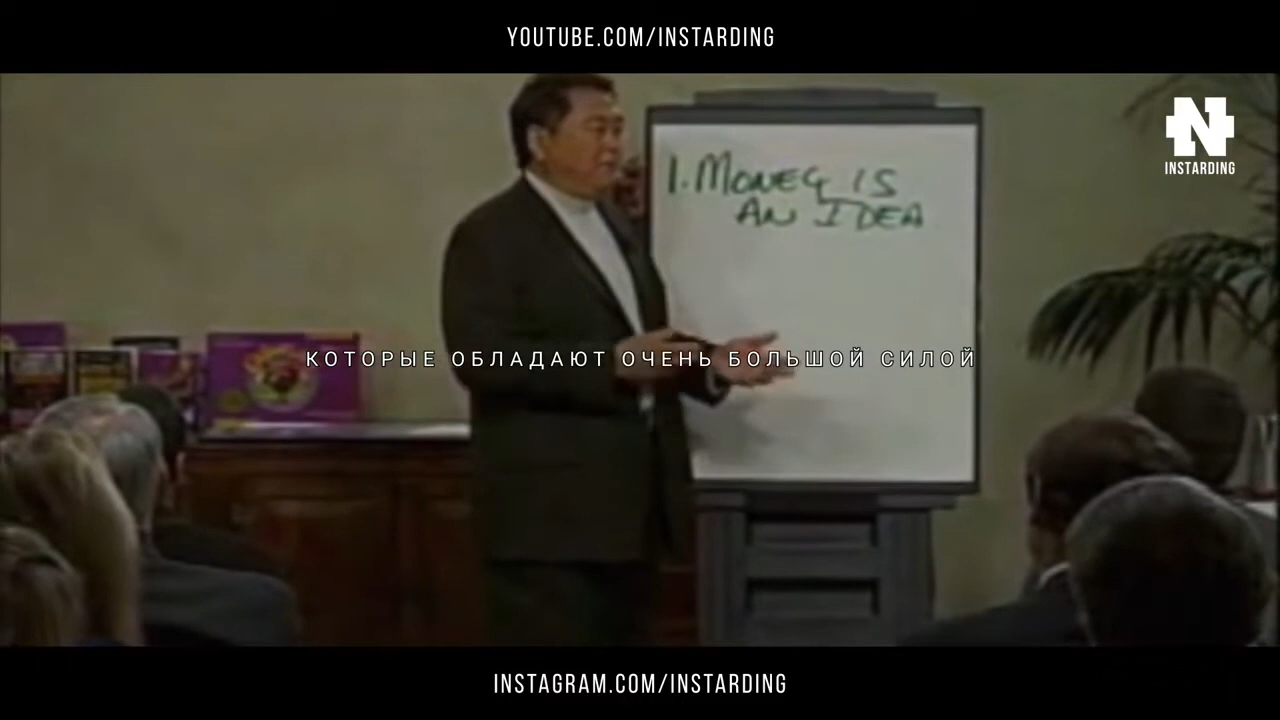 YOUTUBE.COM/INSTARDING
N
INSTARDING
1. MONEY IS
AN IDEA
КОТОРЫЕ ОБЛАДАЮТ ОЧЕНЬ БОЛЬШОЙ СИЛОЙ
INSTAGRAM.COM/INSTARDING